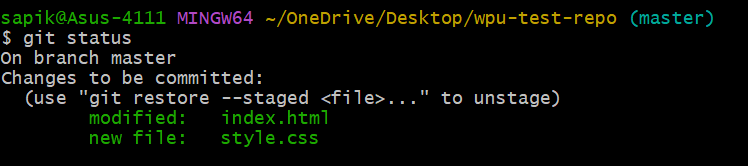 sapik@Asus-4111 MINGW64 ~/OneDrive/Desktop/wpu-test-repo (master)
$ git status
On branch master
Changes to be committed:
  (use "git restore --staged <file>..." to unstage)
        modified:   index.html
        new file:   style.css